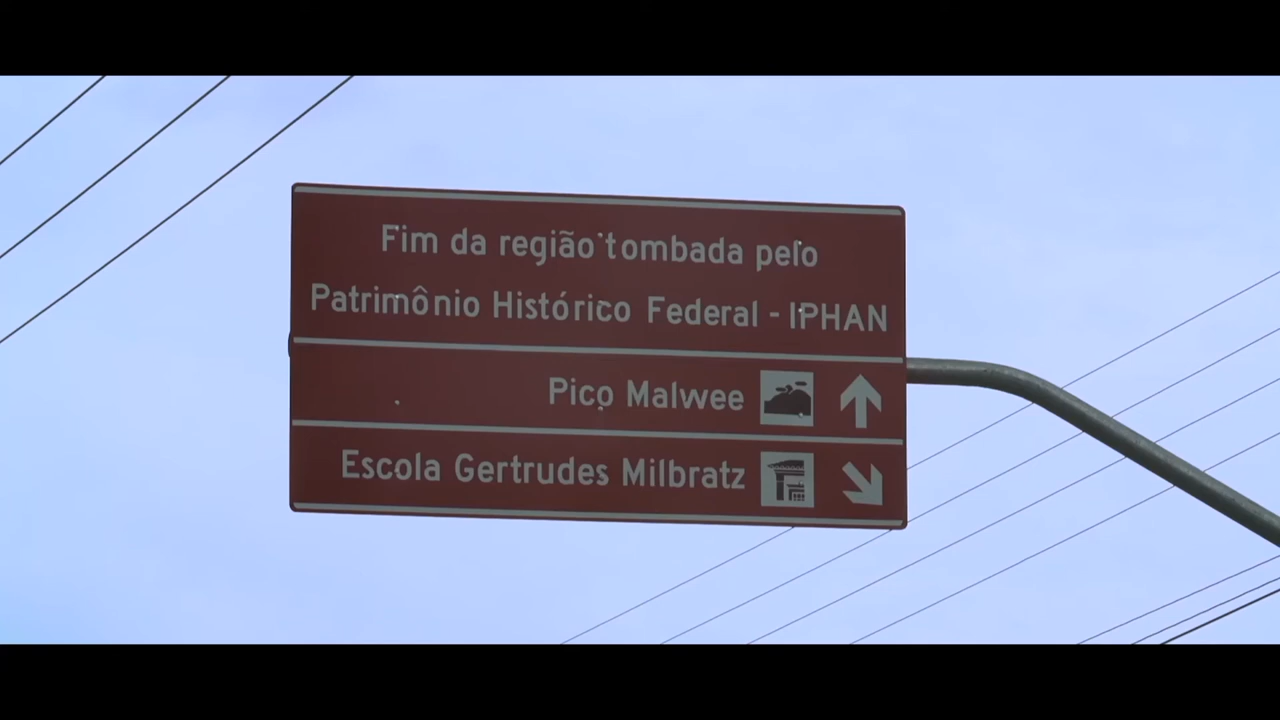 Fim da região tombada pelo
Patrimônio Histórico Federal - IPHAN
Pico Malwee
Escola Gertrudes Milbratz